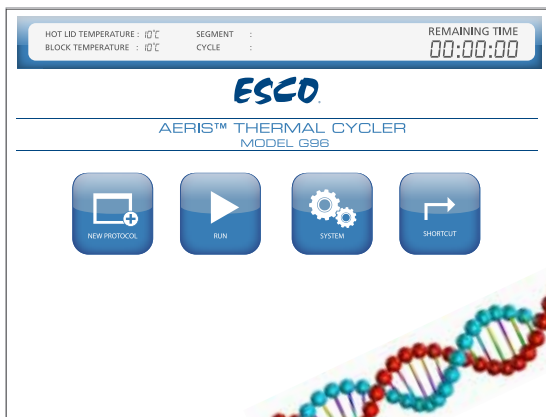 HOT LID TEMPERATURE : 10°C SEGMENT :
BLOCK TEMPERATURE : 10°C CYCLE :
REMAINING TIME
00:00:00
ESCO
AERIS™ THERMAL CYCLER
MODEL G96
NEW PROTOCOL
RUN
SYSTEM
SHORTCUT